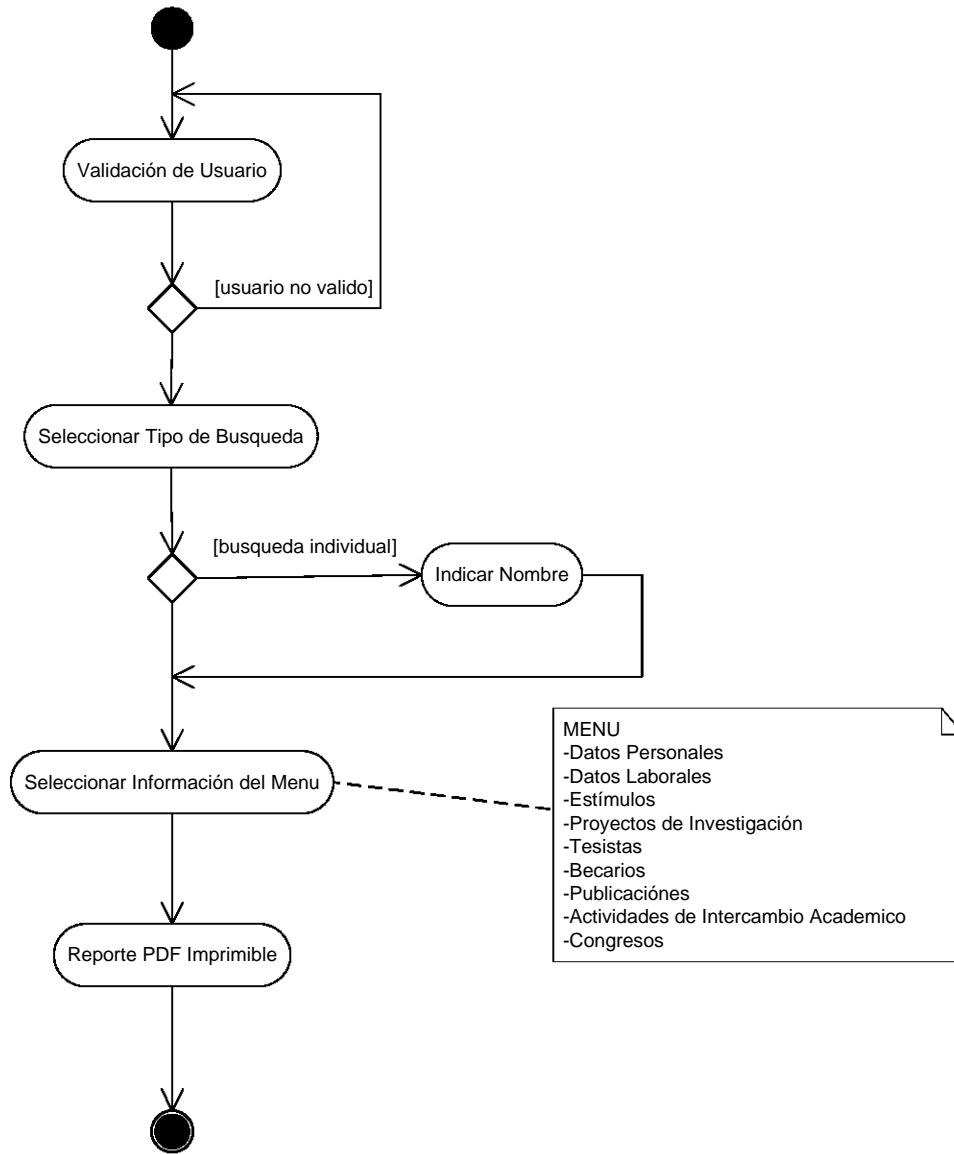 Validación de Usuario
[usuario no valido]
Seleccionar Tipo de Busqueda
[busqueda individual]
Indicar Nombre
Seleccionar Información del Menu
MENU
-Datos Personales
-Datos Laborales
-Estímulos
-Proyectos de Investigación
-Tesistas
-Becarios
-Publicaciónes
-Actividades de Intercambio Academico
-Congresos
Reporte PDF Imprimible